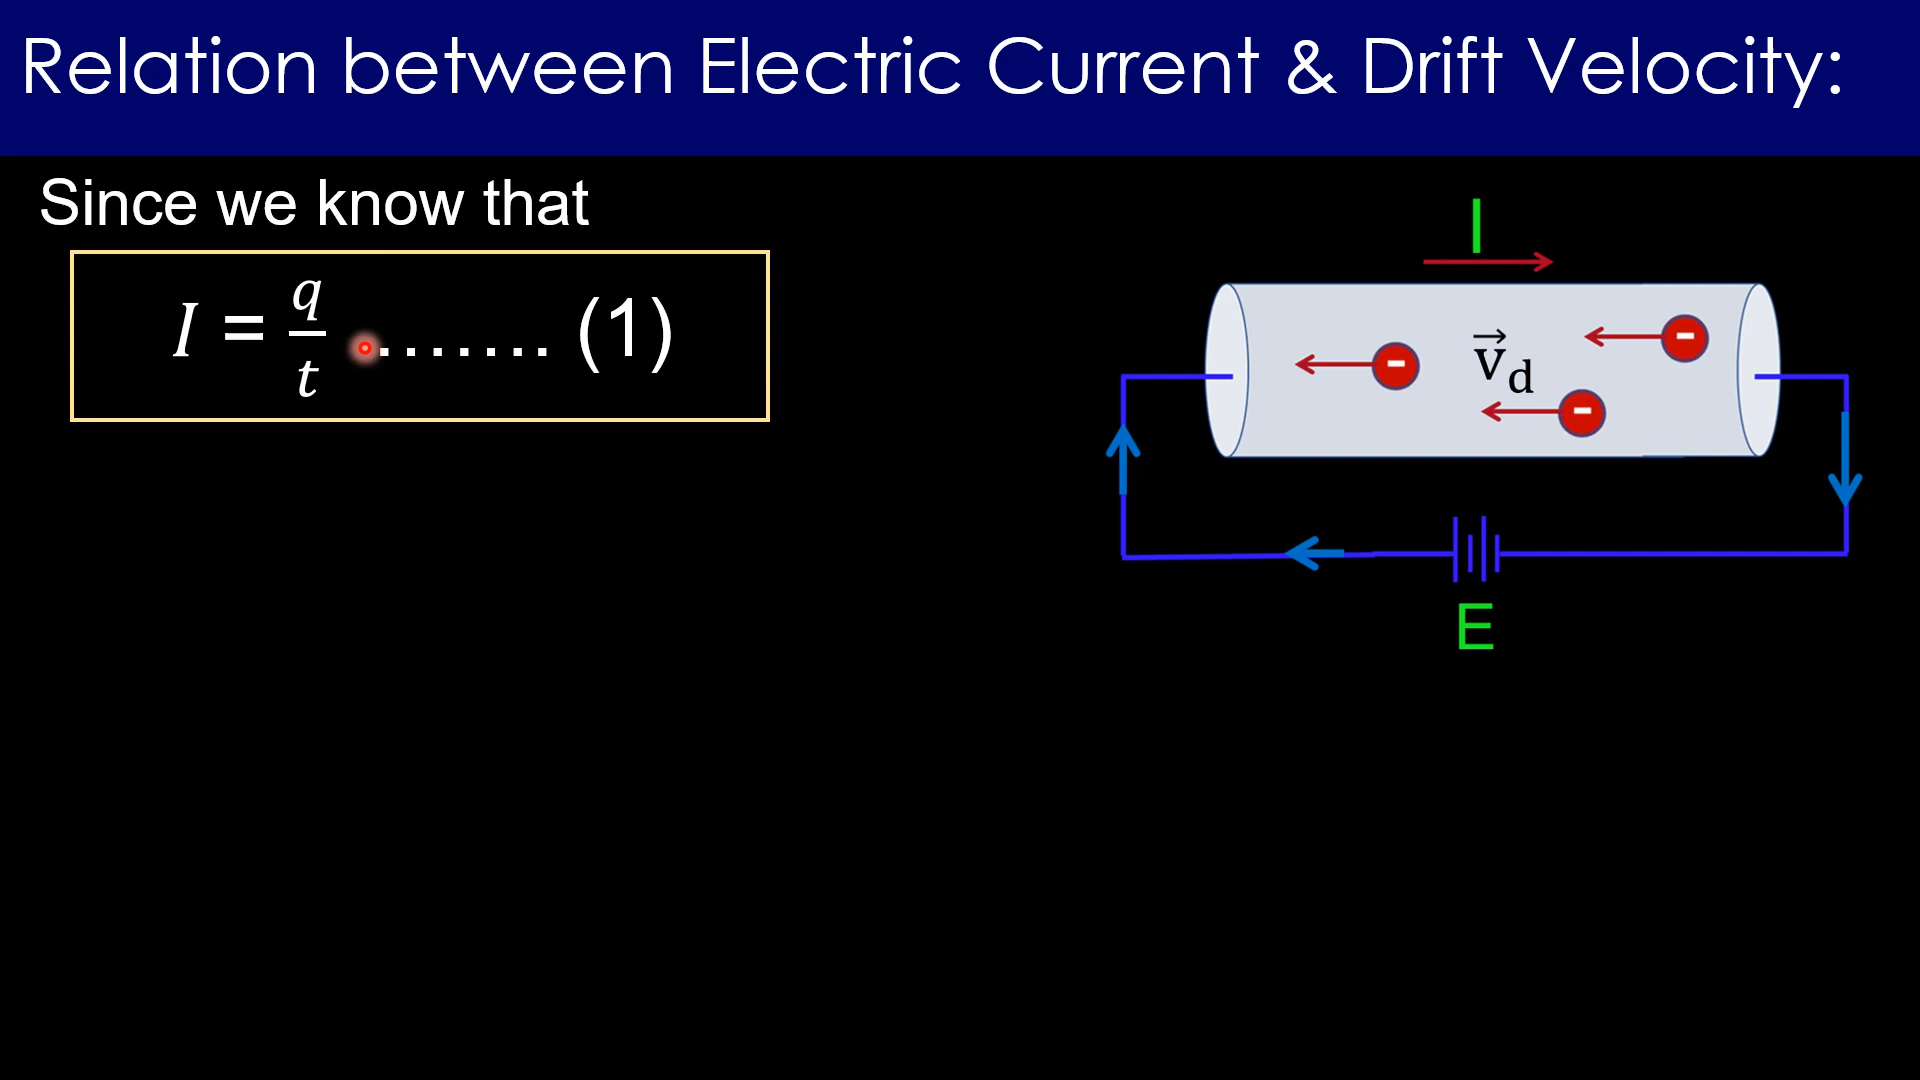 Relation between Electric Current & Drift Velocity:
Since we know that
I = q/t ........ (1)
I
v⃗d
E